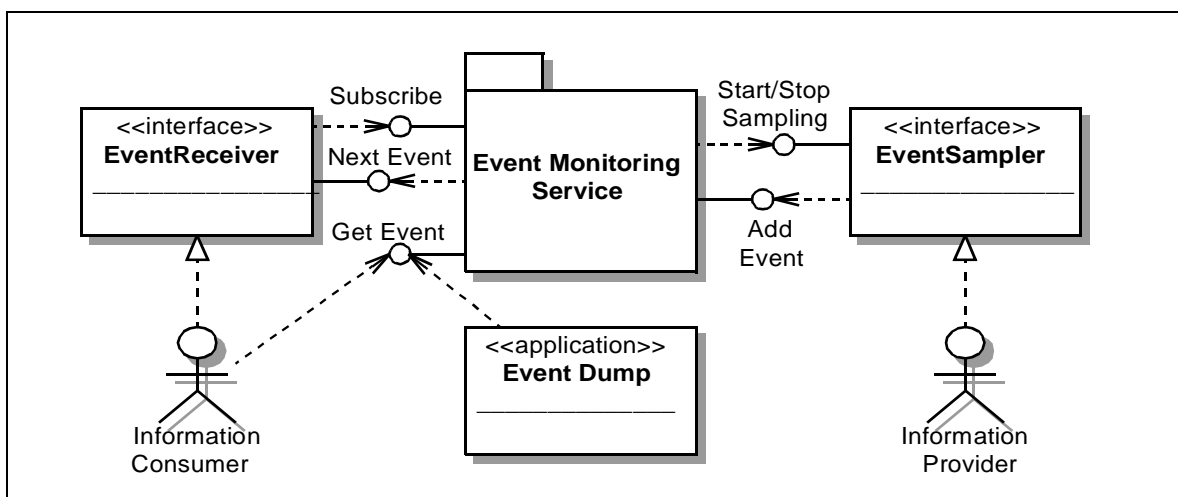 Subscribe
<<interface>>
EventReceiver
Next Event
Get Event
Event Monitoring
Service
Start/Stop
Sampling
<<interface>>
EventSampler
Add
Event
<<application>>
Event Dump
Information
Consumer
Information
Provider